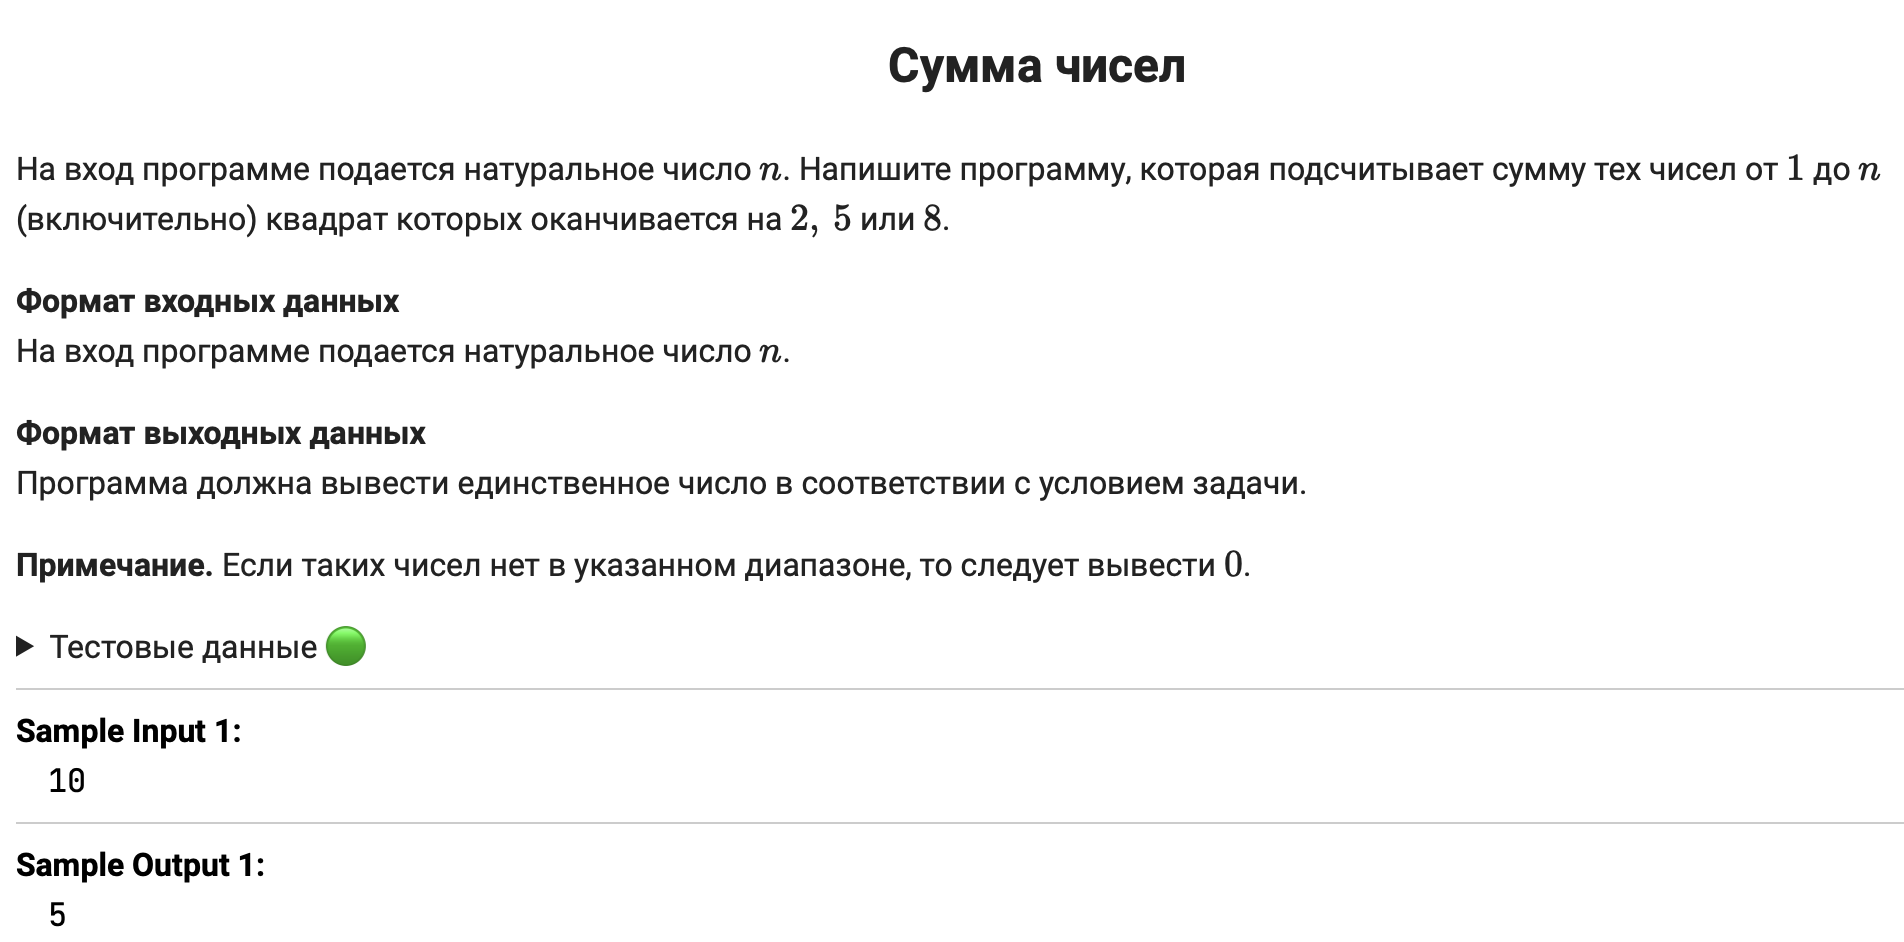 Сумма чисел
На вход программе подается натуральное число n. Напишите программу, которая подсчитывает сумму тех чисел от 1 до n
(включительно) квадрат которых оканчивается на 2, 5 или 8.
Формат входных данных
На вход программе подается натуральное число n.
Формат выходных данных
Программа должна вывести единственное число в соответствии с условием задачи.
Примечание. Если таких чисел нет в указанном диапазоне, то следует вывести 0.
Тестовые данные
Sample Input 1:
10
Sample Output 1:
5